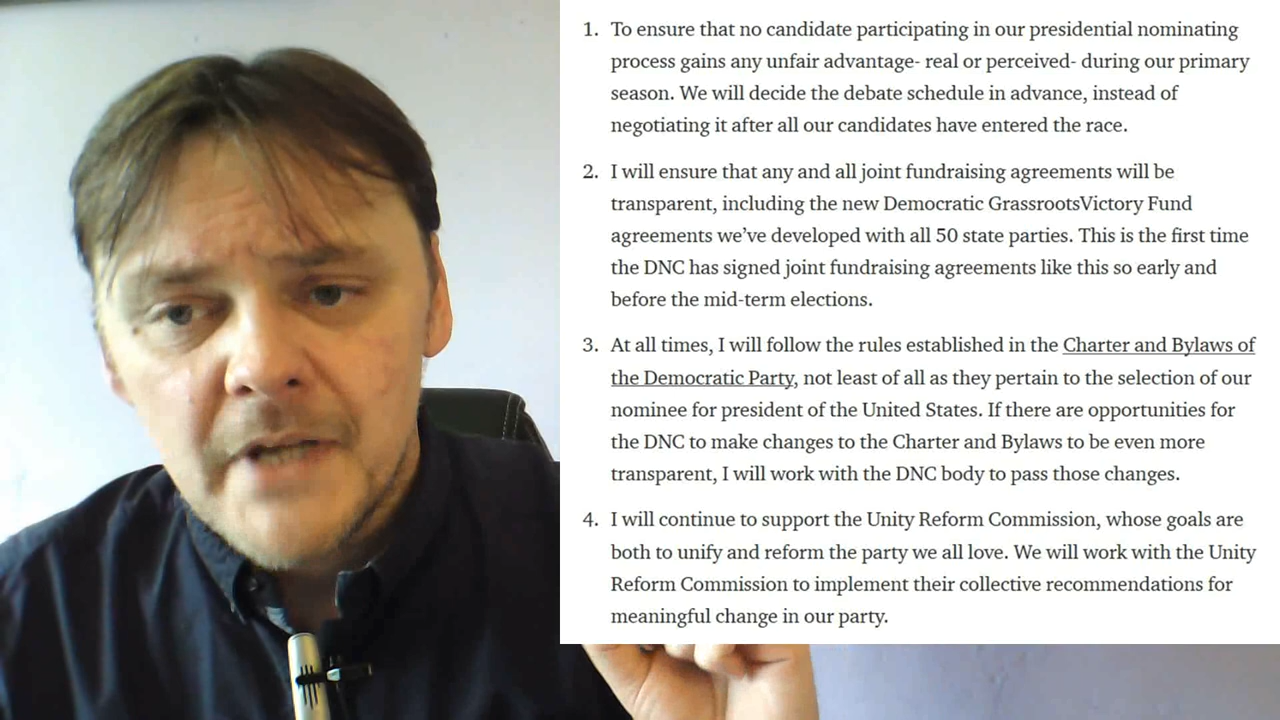 1. To ensure that no candidate participating in our presidential nominating
process gains any unfair advantage- real or perceived- during our primary
season. We will decide the debate schedule in advance, instead of
negotiating it after all our candidates have entered the race.
2. I will ensure that any and all joint fundraising agreements will be
transparent, including the new Democratic GrassrootsVictory Fund
agreements we’ve developed with all 50 state parties. This is the first time
the DNC has signed joint fundraising agreements like this so early and
before the mid-term elections.
3. At all times, I will follow the rules established in the Charter and Bylaws of
the Democratic Party, not least of all as they pertain to the selection of our
nominee for president of the United States. If there are opportunities for
the DNC to make changes to the Charter and Bylaws to be even more
transparent, I will work with the DNC body to pass those changes.
4. I will continue to support the Unity Reform Commission, whose goals are
both to unify and reform the party we all love. We will work with the Unity
Reform Commission to implement their collective recommendations for
meaningful change in our party.